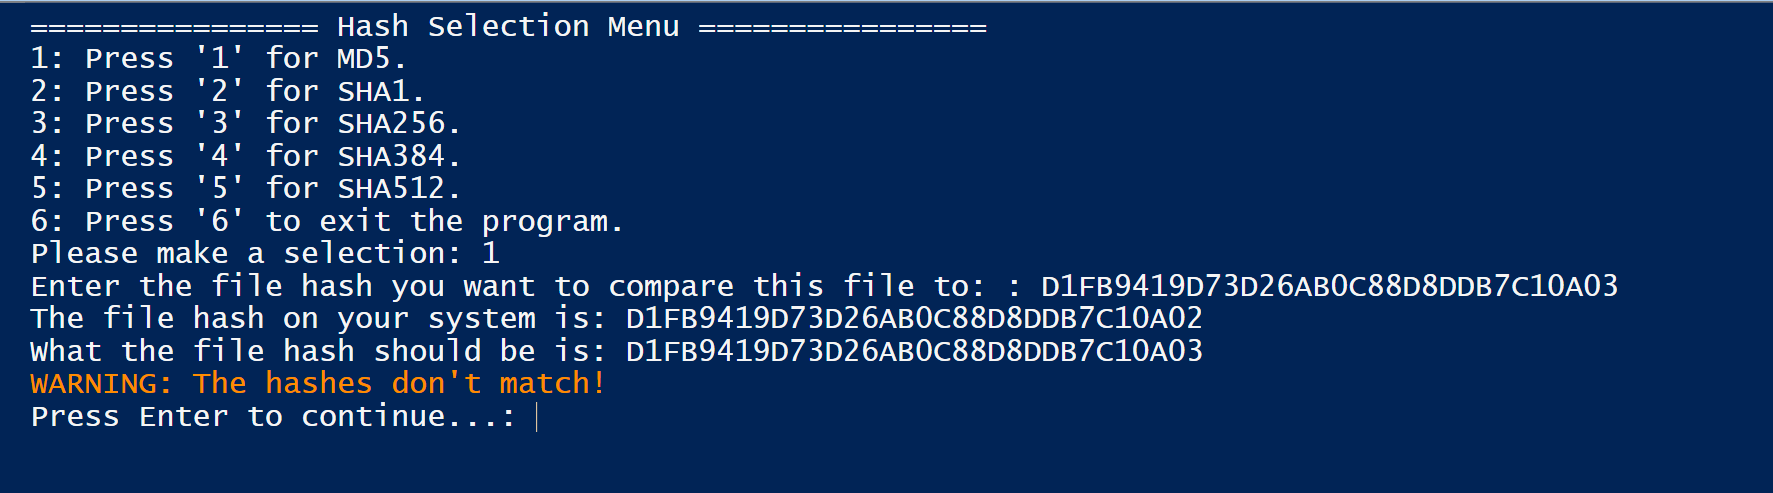 ================ Hash Selection Menu ================
1: Press '1' for MD5.
2: Press '2' for SHA1.
3: Press '3' for SHA256.
4: Press '4' for SHA384.
5: Press '5' for SHA512.
6: Press '6' to exit the program.
Please make a selection: 1
Enter the file hash you want to compare this file to: : D1FB9419D73D26AB0C88D8DDB7C10A03
The file hash on your system is: D1FB9419D73D26AB0C88D8DDB7C10A02
What the file hash should be is: D1FB9419D73D26AB0C88D8DDB7C10A03
WARNING: The hashes don't match!
Press Enter to continue...: